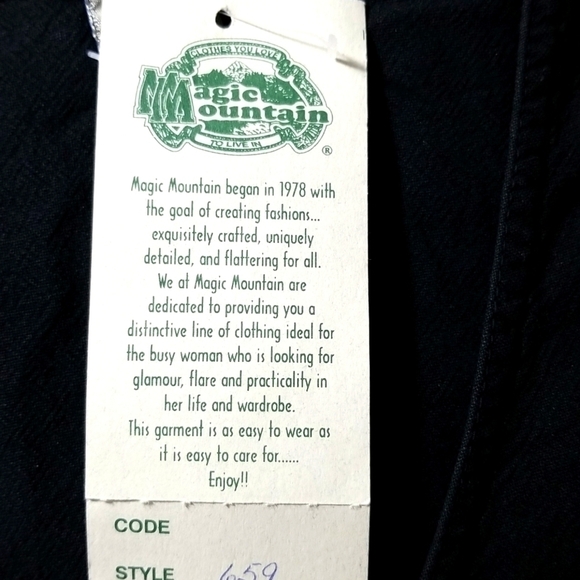 CLOTHES YOU LOVE
Magic
Mountain
TO LIVE IN
®
Magic Mountain began in 1978 with
the goal of creating fashions...
exquisitely crafted, uniquely
detailed, and flattering for all.
We at Magic Mountain are
dedicated to providing you a
distinctive line of clothing ideal for
the busy woman who is looking for
glamour, flare and practicality in
her life and wardrobe.
This garment is as easy to wear as
it is easy to care for......
Enjoy!!
CODE
STYLE 659